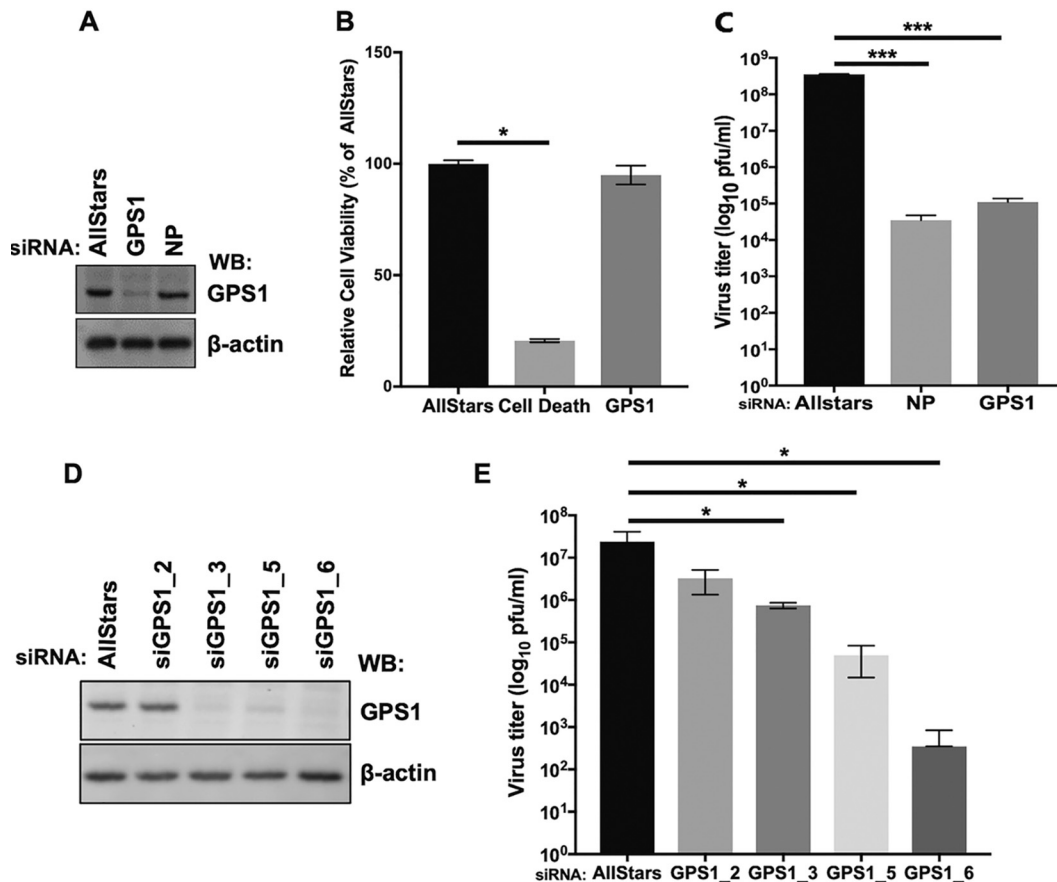 A
siRNA:
AllStars
GPS1
NP
WB:
GPS1
β-actin
B
Relative Cell Viability (% of AllStars)
150
100
50
0
*
AllStars
Cell Death
GPS1
C
Virus titer (log10 pfu/ml)
10⁹
10⁸
10⁷
10⁶
10⁵
10⁴
10³
10²
10¹
10⁰
***
***
siRNA:
Allstars
NP
GPS1
D
siRNA:
AllStars
siGPS1_2
siGPS1_3
siGPS1_5
siGPS1_6
WB:
GPS1
β-actin
E
Virus titer (log10 pfu/ml)
10⁸
10⁷
10⁶
10⁵
10⁴
10³
10²
10¹
10⁰
*
*
*
siRNA:
AllStars
GPS1_2
GPS1_3
GPS1_5
GPS1_6